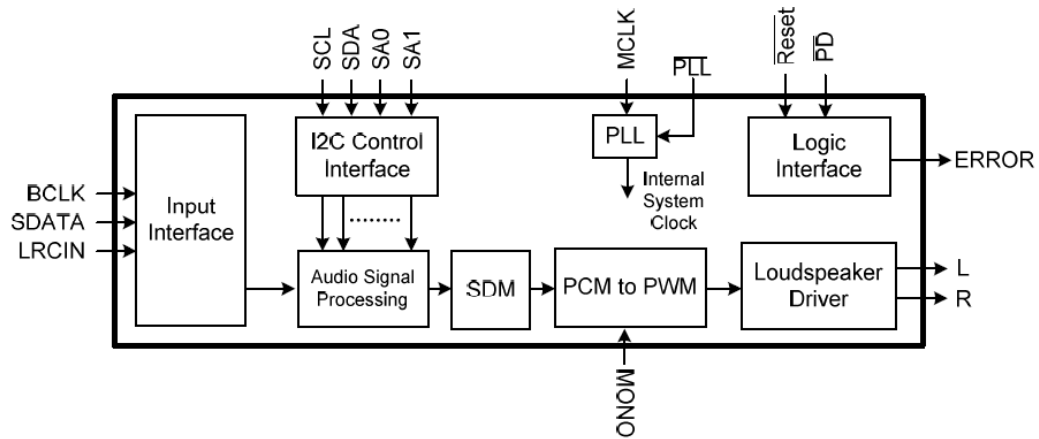 SCL
SDA
SA0
SA1
MCLK
PLL
Reset
PD
I2C Control
Interface
PLL
Logic
Interface
ERROR
BCLK
SDATA
LRCIN
Input
Interface
........
Internal
System
Clock
Audio Signal
Processing
SDM
PCM to PWM
Loudspeaker
Driver
L
R
MONO